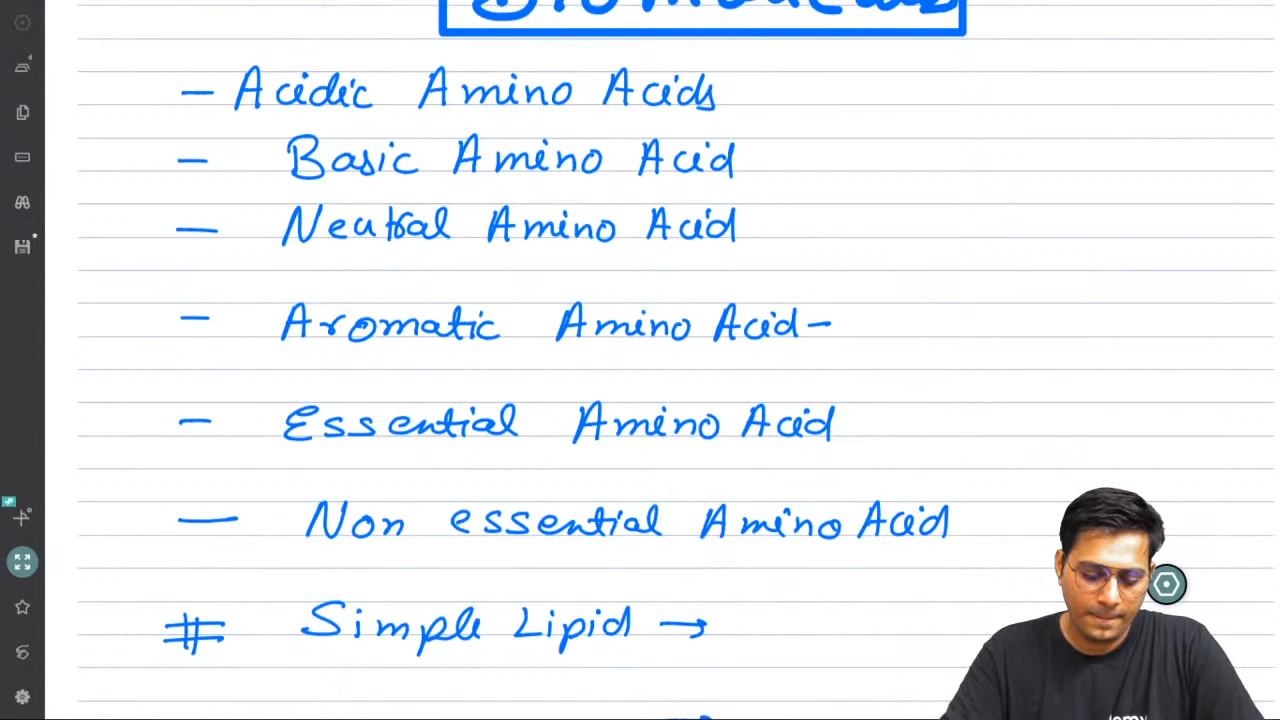 - Acidic Amino Acids
- Basic Amino Acid
- Neutral Amino Acid
- Aromatic Amino Acid-
- Essential Amino Acid
- Non essential Amino Acid
# Simple Lipid →